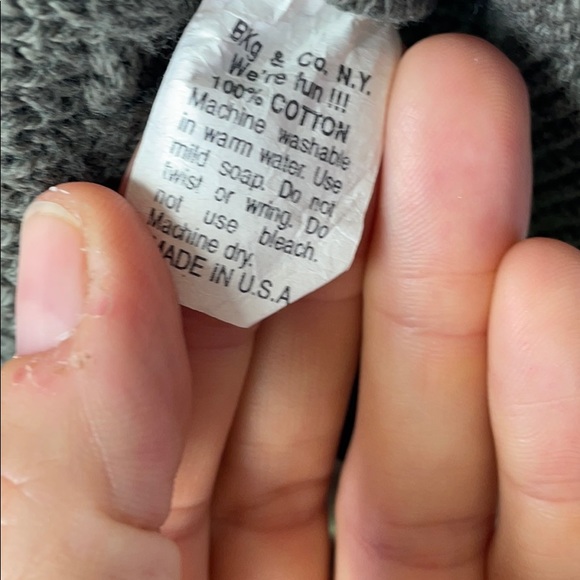 BKg & CO. N.Y.
We're fun !!!
100% COTTON
Machine washable
in warm water. Use
mild soap. Do not
twist or wring. Do
not use bleach.
Machine dry.
MADE iN U.S.A